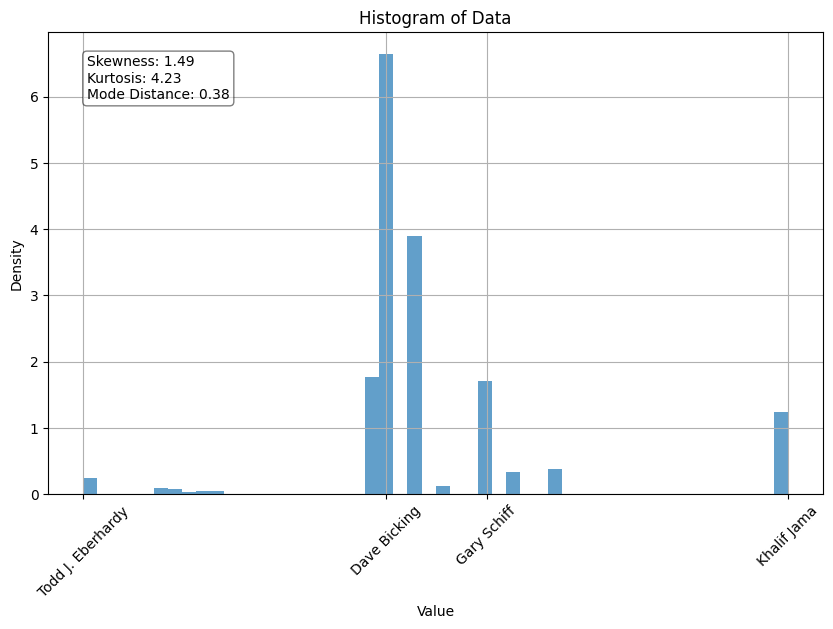 Histogram of Data
Skewness: 1.49
Kurtosis: 4.23
Mode Distance: 0.38
Density
6
5
4
3
2
1
0
Todd J. Eberhardy
Dave Bicking
Gary Schiff
Khalif Jama
Value